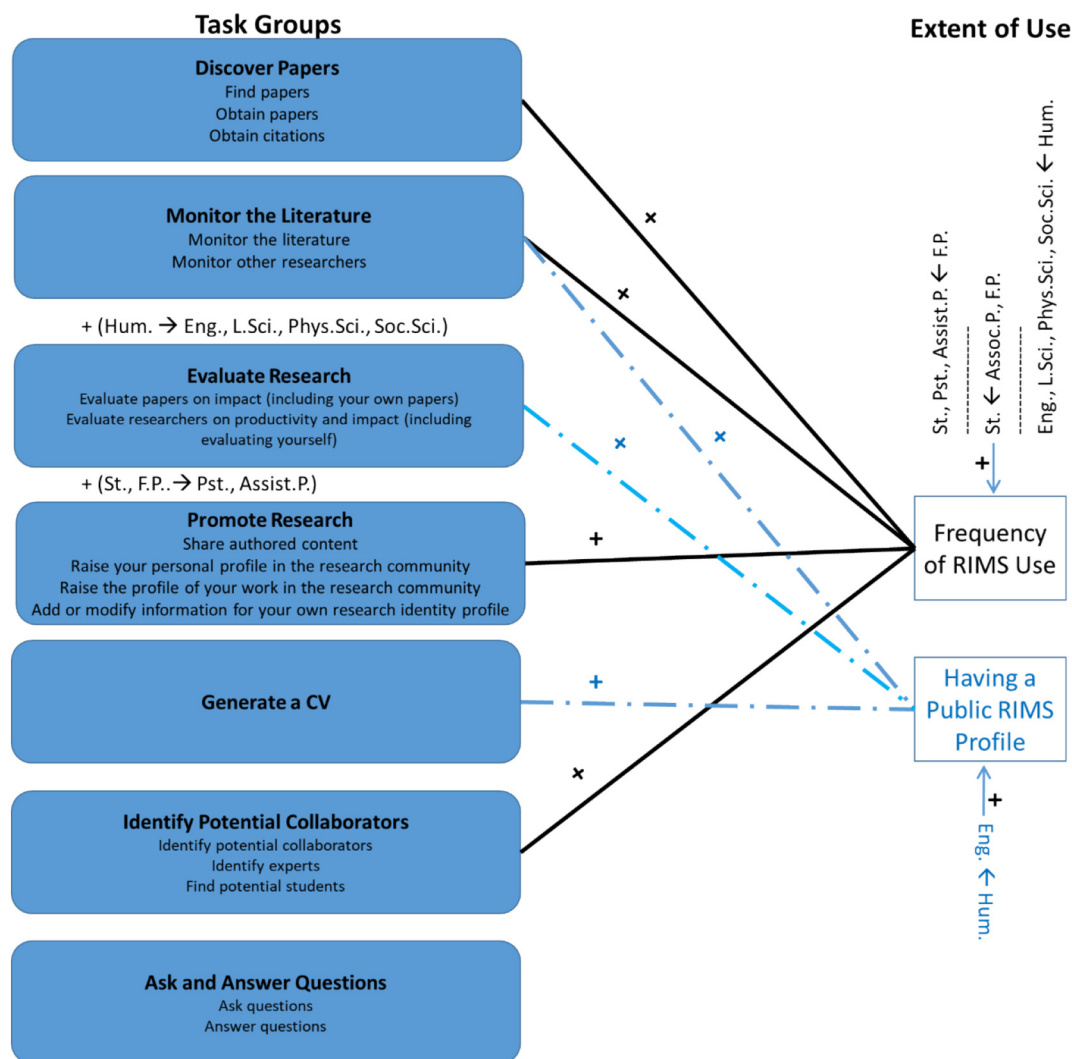 Task Groups
Extent of Use
Discover Papers
Find papers
Obtain papers
Obtain citations
Monitor the Literature
Monitor the literature
Monitor other researchers
+ (Hum. → Eng., L.Sci., Phys.Sci., Soc.Sci.)
Evaluate Research
Evaluate papers on impact (including your own papers)
Evaluate researchers on productivity and impact (including
evaluating yourself)
+ (St., F.P..→ Pst., Assist.P.)
Promote Research
Share authored content
Raise your personal profile in the research community
Raise the profile of your work in the research community
Add or modify information for your own research identity profile
Generate a CV
Identify Potential Collaborators
Identify potential collaborators
Identify experts
Find potential students
Ask and Answer Questions
Ask questions
Answer questions
+
+
+
+
+
+
+
St., Pst., Assist.P. ← F.P.
St. ← Assoc.P., F.P.
Eng., L.Sci., Phys.Sci., Soc.Sci. ← Hum.
+
Frequency
of RIMS Use
Having a
Public RIMS
Profile
+
Eng. ← Hum.